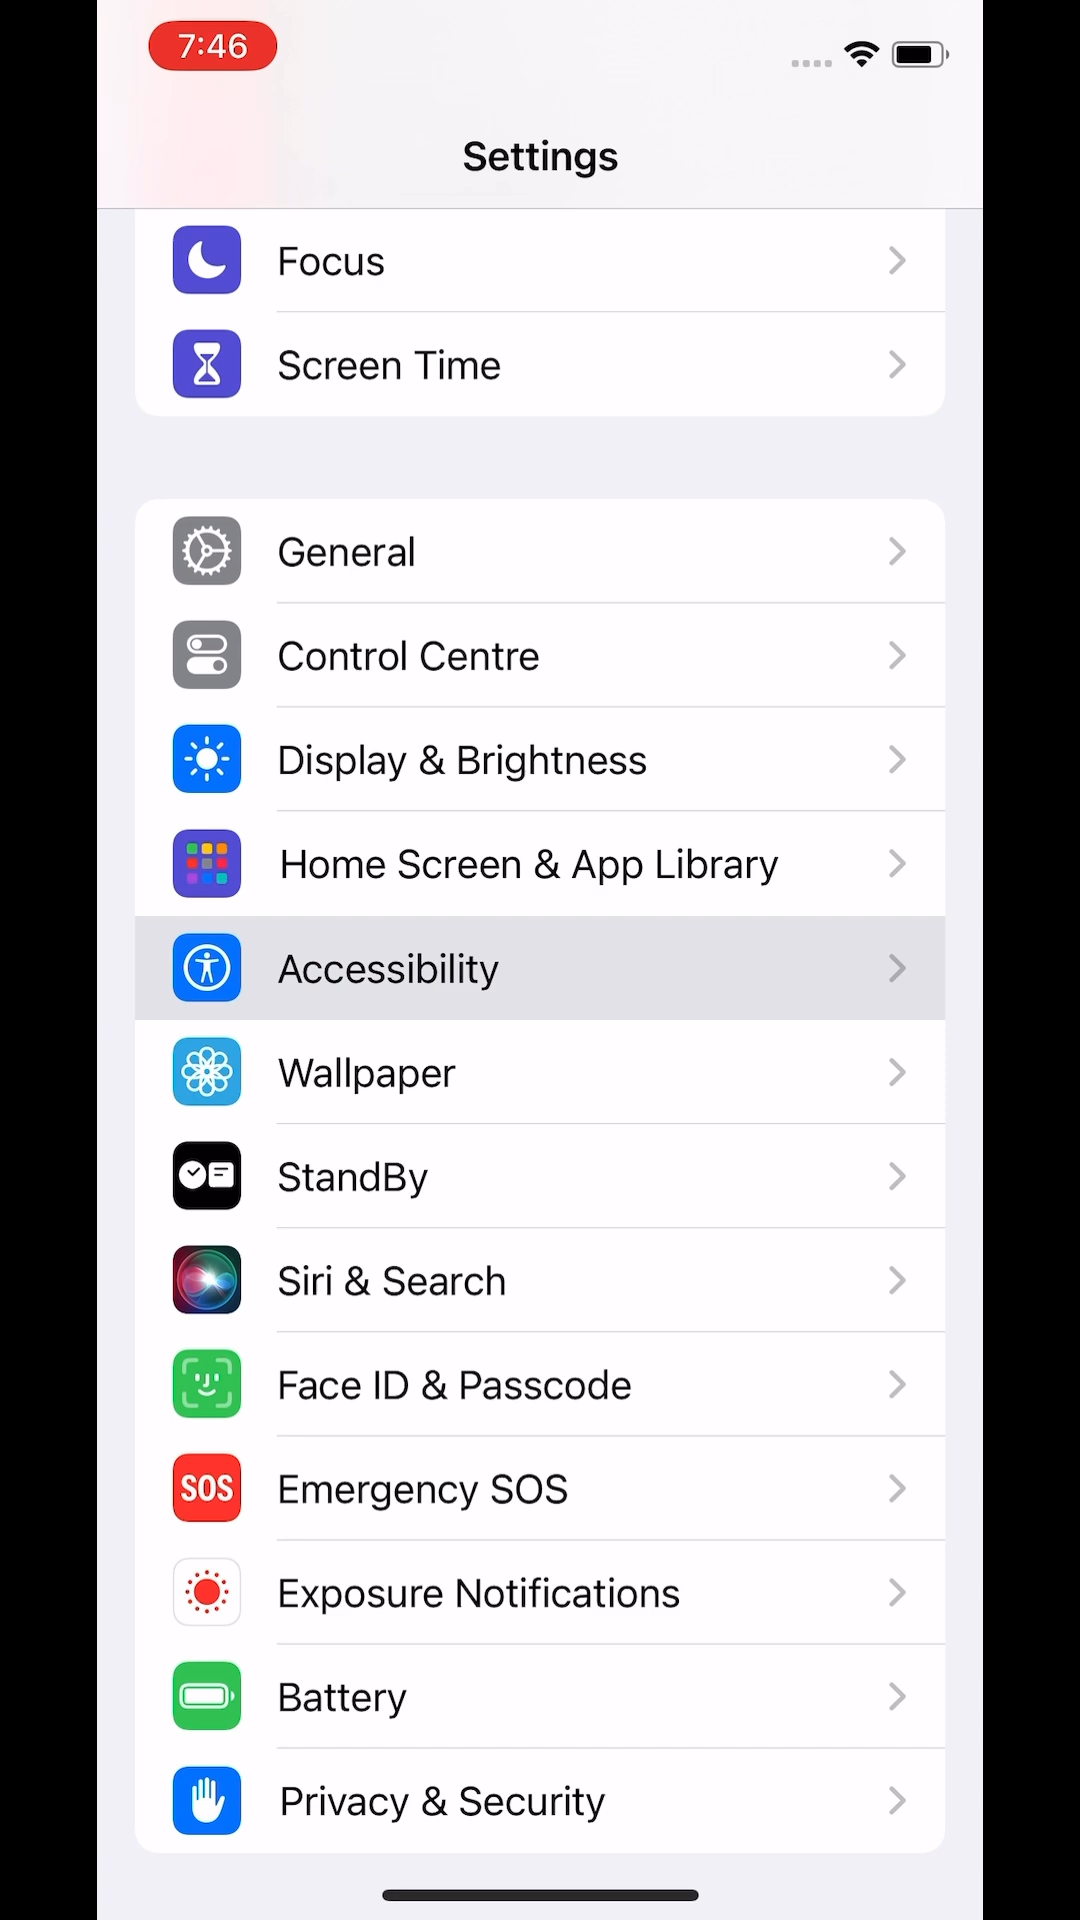 7:46
Settings
Focus
Screen Time
General
Control Centre
Display & Brightness
Home Screen & App Library
Accessibility
Wallpaper
StandBy
Siri & Search
Face ID & Passcode
SOS
Emergency SOS
Exposure Notifications
Battery
Privacy & Security